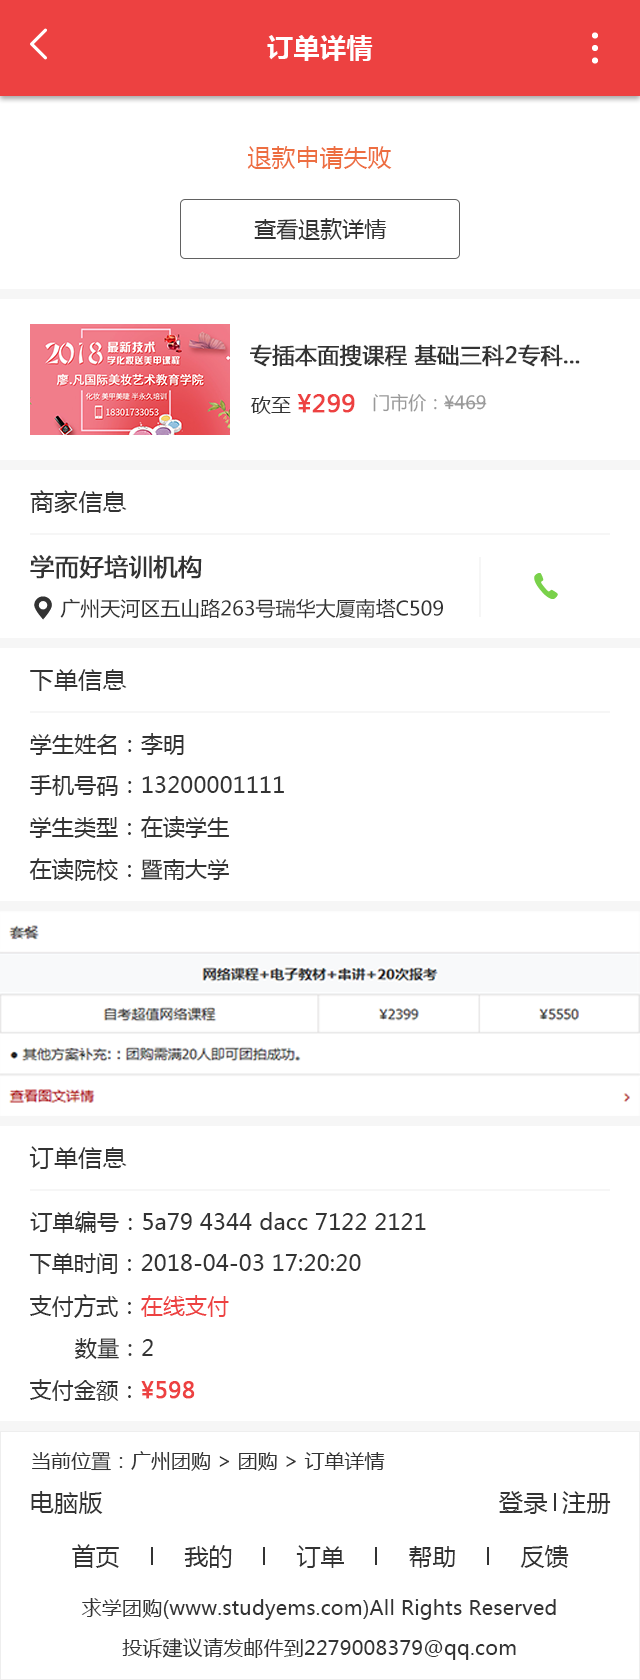 订单详情
退款申请失败
查看退款详情
2018 最新技术
学化妆送美甲课程
廖.凡国际美妆艺术教育学院
化妆 美甲美睫 半永久培训
18301733053
专插本面搜课程 基础三科2专科...
砍至 ¥299 门市价：¥469
商家信息
学而好培训机构
广州天河区五山路263号瑞华大厦南塔C509
下单信息
学生姓名：李明
手机号码：13200001111
学生类型：在读学生
在读院校：暨南大学
套餐
网络课程+电子教材+串讲+20次报考
自考超值网络课程 ¥2399 ¥5550
● 其他方案补充:：团购需满20人即可团拍成功。
查看图文详情 >
订单信息
订单编号：5a79 4344 dacc 7122 2121
下单时间：2018-04-03 17:20:20
支付方式：在线支付
数量：2
支付金额：¥598
当前位置：广州团购 > 团购 > 订单详情
电脑版 登录|注册
首页 | 我的 | 订单 | 帮助 | 反馈
求学团购(www.studyems.com)All Rights Reserved
投诉建议请发邮件到2279008379@qq.com